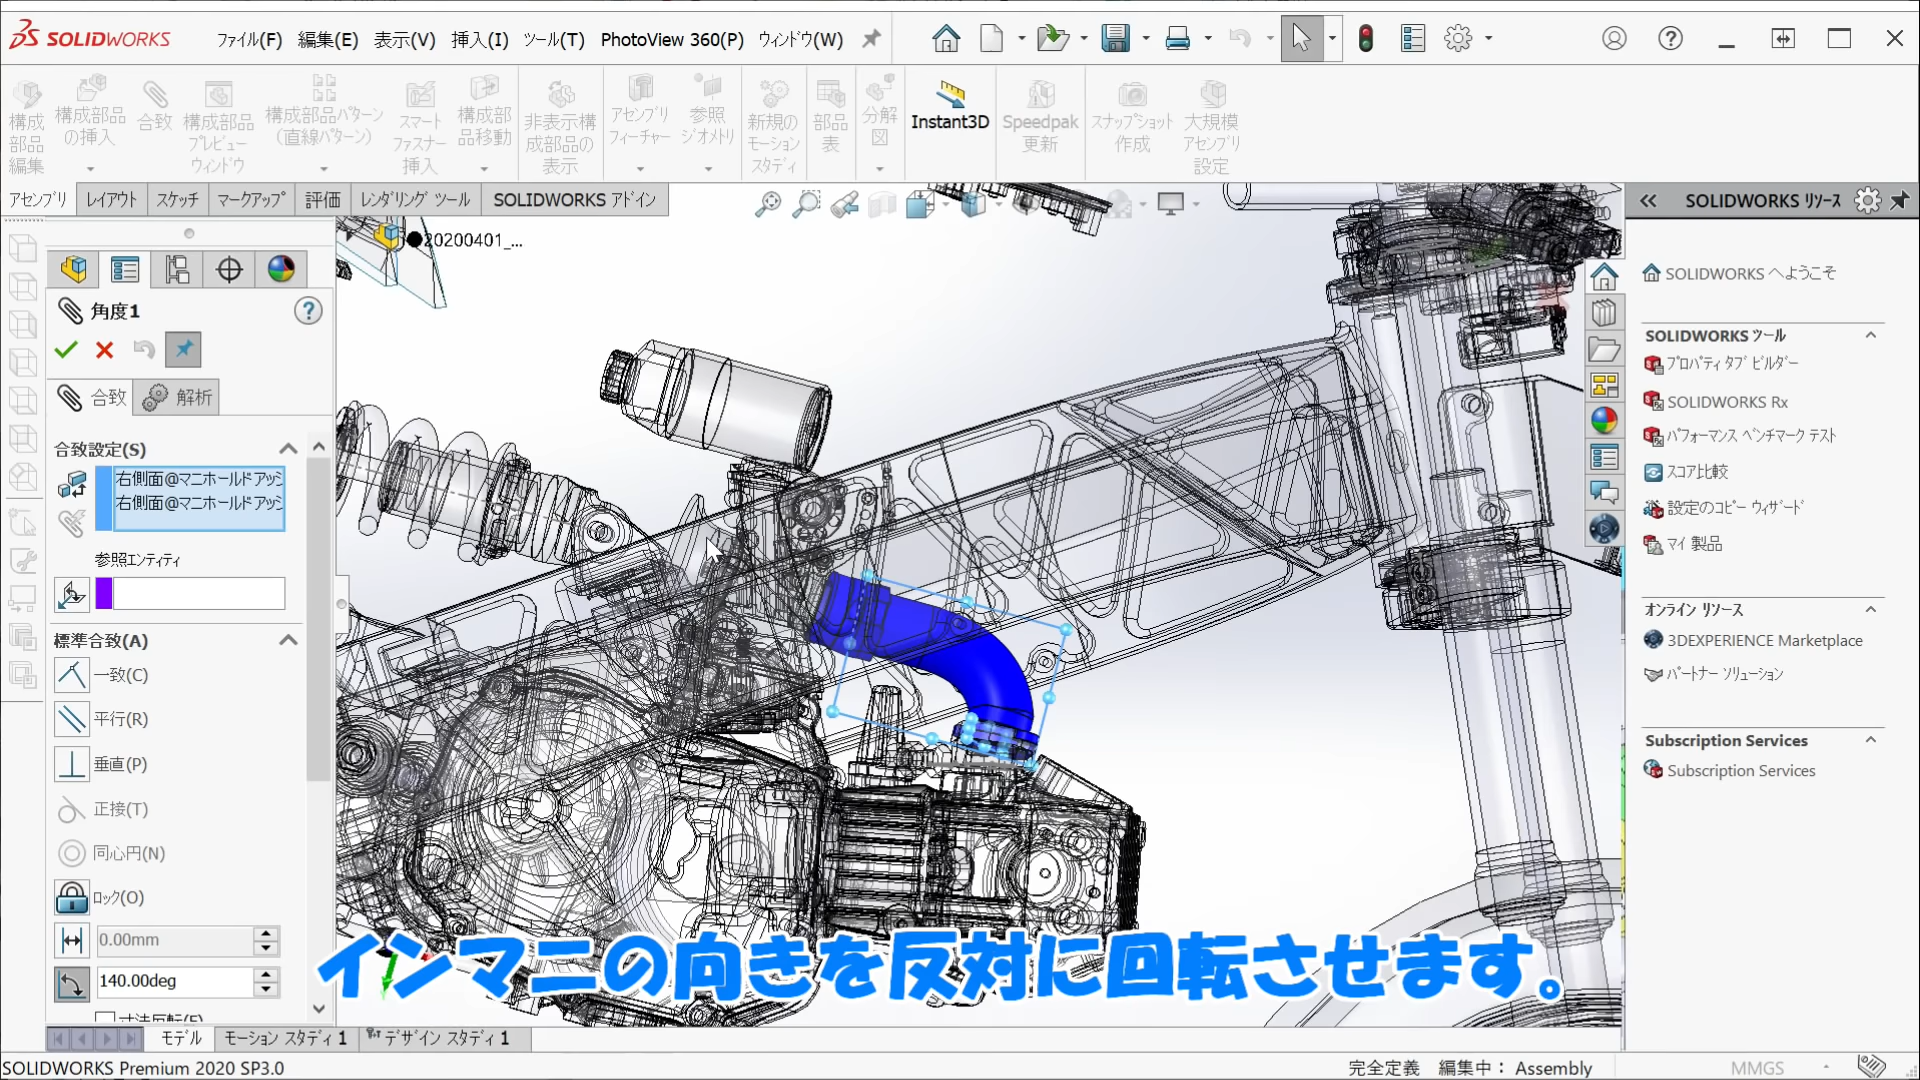 SOLIDWORKS
ファイル(F) 編集(E) 表示(V) 挿入(I) ツール(T) PhotoView 360(P) ウィンドウ(W)
構成部品編集
構成部品の挿入
合致
構成部品プレビューウィンドウ
構成部品パターン(直線パターン)
スマートファスナー挿入
構成部品移動
非表示構成部品の表示
アセンブリフィーチャー
参照ジオメトリ
新規のモーションスタディ
部品表
分解図
Instant3D
Speedpak更新
スナップショット作成
大規模アセンブリ設定
アセンブリ レイアウト スケッチ マークアップ 評価 レンダリング ツール SOLIDWORKS アドイン
20200401_...
角度1
合致 解析
合致設定(S)
右側面@マニホールドアッシ
右側面@マニホールドアッシ
参照エンティティ
標準合致(A)
一致(C)
平行(R)
垂直(P)
正接(T)
同心円(N)
ロック(O)
0.00mm
140.00deg
寸法反転(F)
インマニの向きを反対に回転させます。
SOLIDWORKS リソース
SOLIDWORKS へようこそ
SOLIDWORKS ツール
プロパティ タブ ビルダー
SOLIDWORKS Rx
パフォーマンス ベンチマーク テスト
スコア比較
設定のコピー ウィザード
マイ 製品
オンライン リソース
3DEXPERIENCE Marketplace
パートナー ソリューション
Subscription Services
Subscription Services
モデル モーション スタディ 1 デザイン スタディ 1
SOLIDWORKS Premium 2020 SP3.0
完全定義 編集中： Assembly MMGS